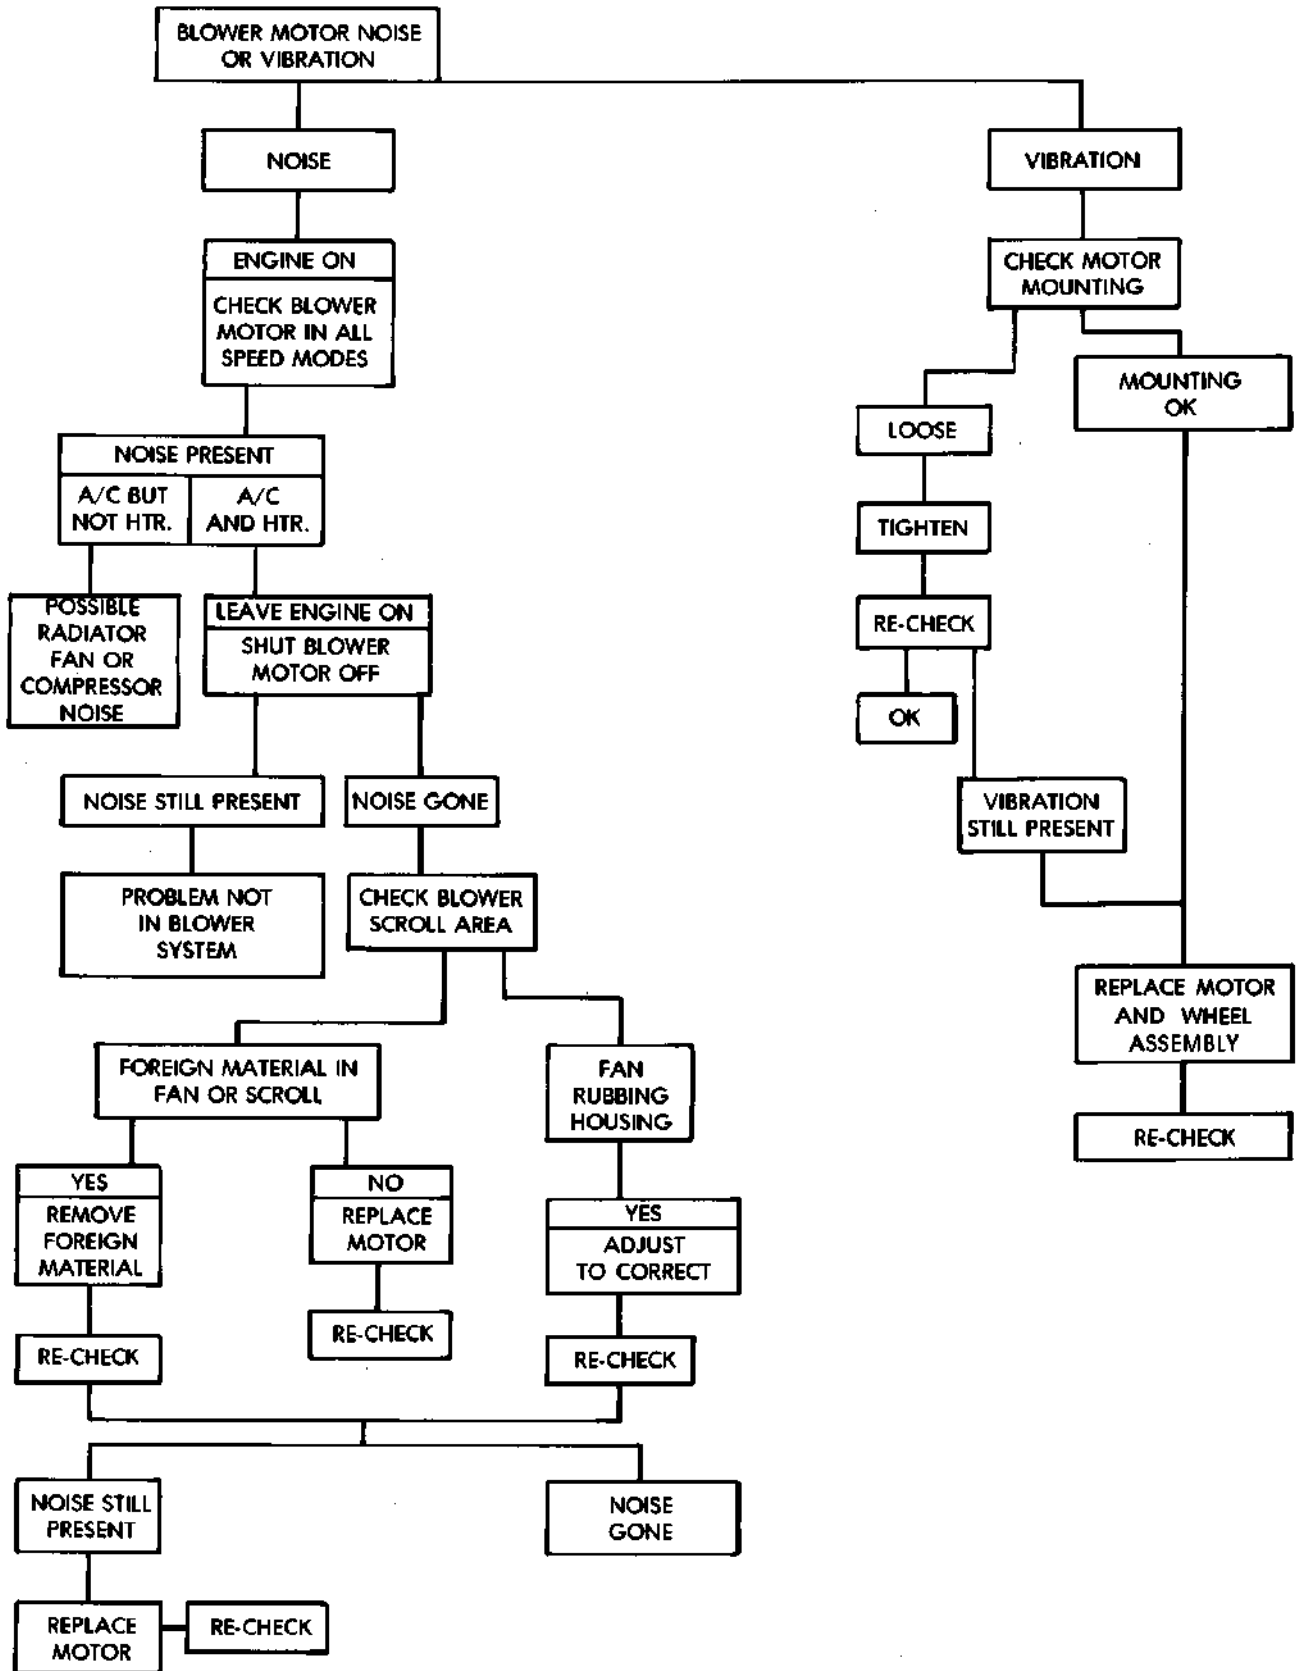 BLOWER MOTOR NOISE
OR VIBRATION
NOISE
VIBRATION
ENGINE ON
CHECK BLOWER
MOTOR IN ALL
SPEED MODES
CHECK MOTOR
MOUNTING
MOUNTING
OK
LOOSE
NOISE PRESENT
A/C BUT
NOT HTR.
A/C
AND HTR.
TIGHTEN
POSSIBLE
RADIATOR
FAN OR
COMPRESSOR
NOISE
LEAVE ENGINE ON
SHUT BLOWER
MOTOR OFF
RE-CHECK
OK
NOISE STILL PRESENT
NOISE GONE
VIBRATION
STILL PRESENT
PROBLEM NOT
IN BLOWER
SYSTEM
CHECK BLOWER
SCROLL AREA
REPLACE MOTOR
AND WHEEL
ASSEMBLY
FOREIGN MATERIAL IN
FAN OR SCROLL
FAN
RUBBING
HOUSING
RE-CHECK
YES
REMOVE
FOREIGN
MATERIAL
NO
REPLACE
MOTOR
YES
ADJUST
TO CORRECT
RE-CHECK
RE-CHECK
RE-CHECK
NOISE STILL
PRESENT
NOISE
GONE
REPLACE
MOTOR
RE-CHECK